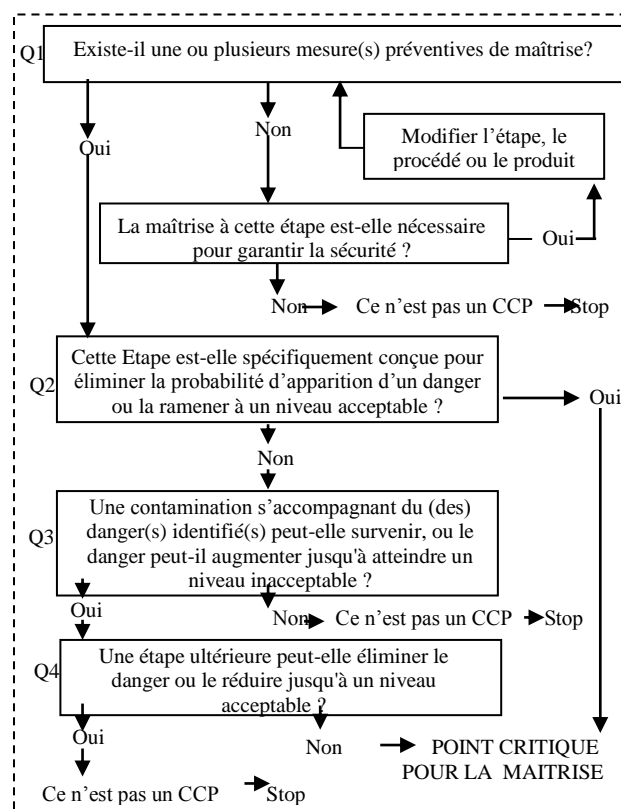 Q1
Existe-il une ou plusieurs mesure(s) préventives de maîtrise?
Oui
Non
Modifier l'étape, le
procédé ou le produit
La maîtrise à cette étape est-elle nécessaire
pour garantir la sécurité ?
Oui
Non
Ce n'est pas un CCP
Stop
Q2
Cette Etape est-elle spécifiquement conçue pour
éliminer la probabilité d'apparition d'un danger
ou la ramener à un niveau acceptable ?
Oui
Non
Q3
Une contamination s'accompagnant du (des)
danger(s) identifié(s) peut-elle survenir, ou le
danger peut-il augmenter jusqu'à atteindre un
niveau inacceptable ?
Oui
Non
Ce n'est pas un CCP
Stop
Q4
Une étape ultérieure peut-elle éliminer le
danger ou le réduire jusqu'à un niveau
acceptable ?
Oui
Non
POINT CRITIQUE
POUR LA MAITRISE
Ce n'est pas un CCP
Stop